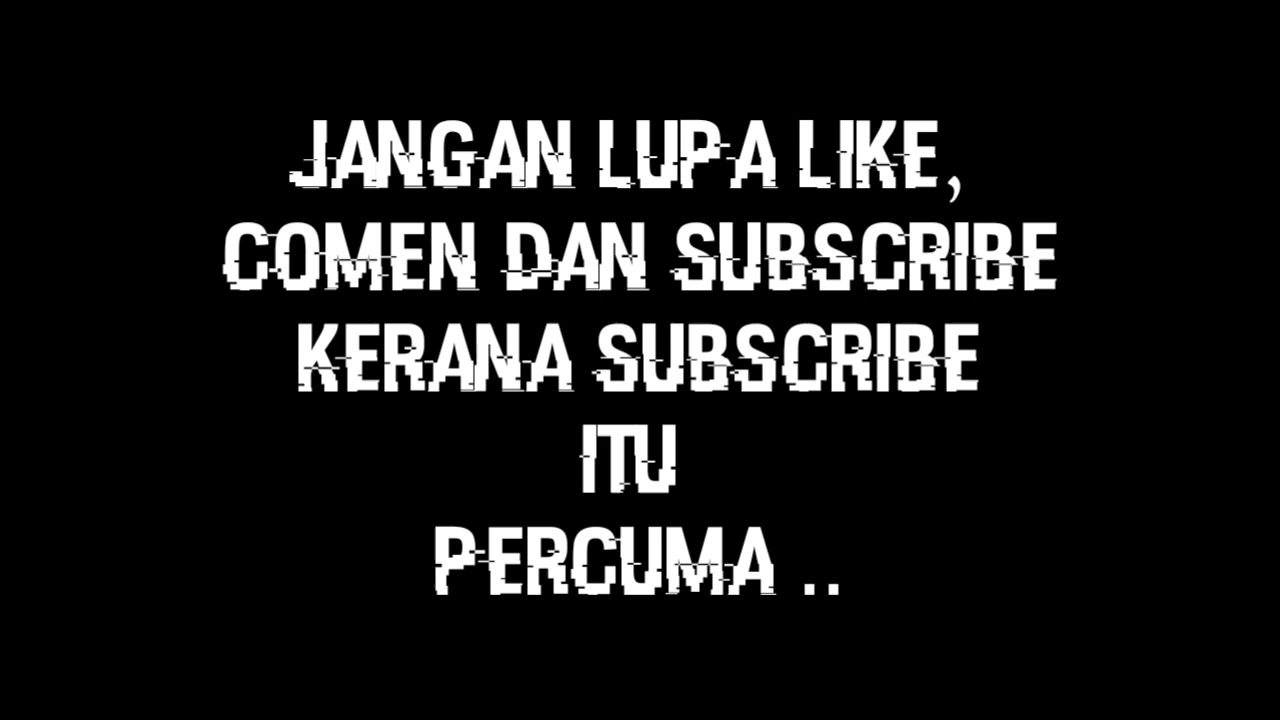 JANGAN LUPA LIKE,
COMEN DAN SUBSCRIBE
KERANA SUBSCRIBE
ITU
PERCUMA ..